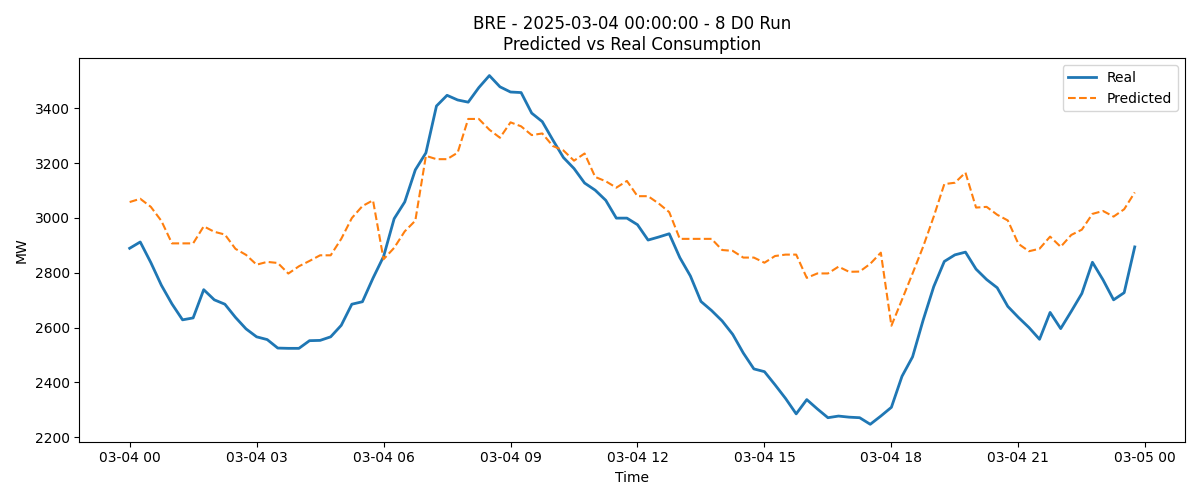 BRE - 2025-03-04 00:00:00 - 8 D0 Run
Predicted vs Real Consumption
Real
Predicted
MW
3400
3200
3000
2800
2600
2400
2200
03-04 00
03-04 03
03-04 06
03-04 09
03-04 12
03-04 15
03-04 18
03-04 21
03-05 00
Time